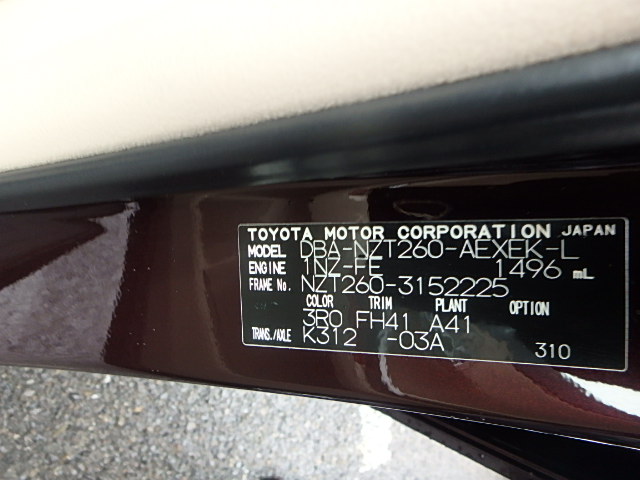 TOYOTA MOTOR CORPORATION JAPAN
MODEL DBA-NZT260-AEXEK-L
ENGINE 1NZ-FE 1496 mL
FRAME No. NZT260-3152225
COLOR TRIM PLANT OPTION
3R0 FH41 A41
TRANS./AXLE K312 -03A
310